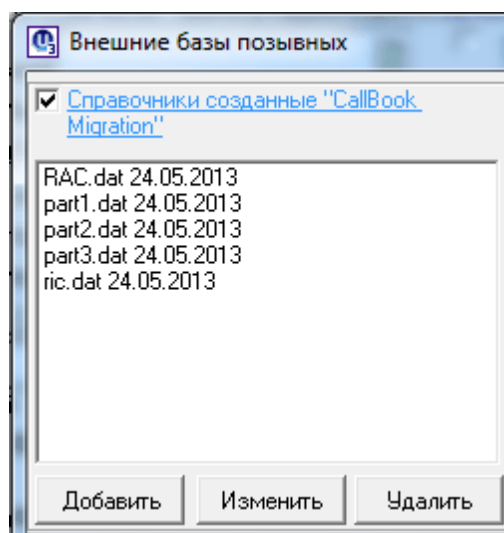 Внешние базы позывных
Справочники созданные "CallBook
Migration"
RAC.dat 24.05.2013
part1.dat 24.05.2013
part2.dat 24.05.2013
part3.dat 24.05.2013
ric.dat 24.05.2013
Добавить Изменить Удалить